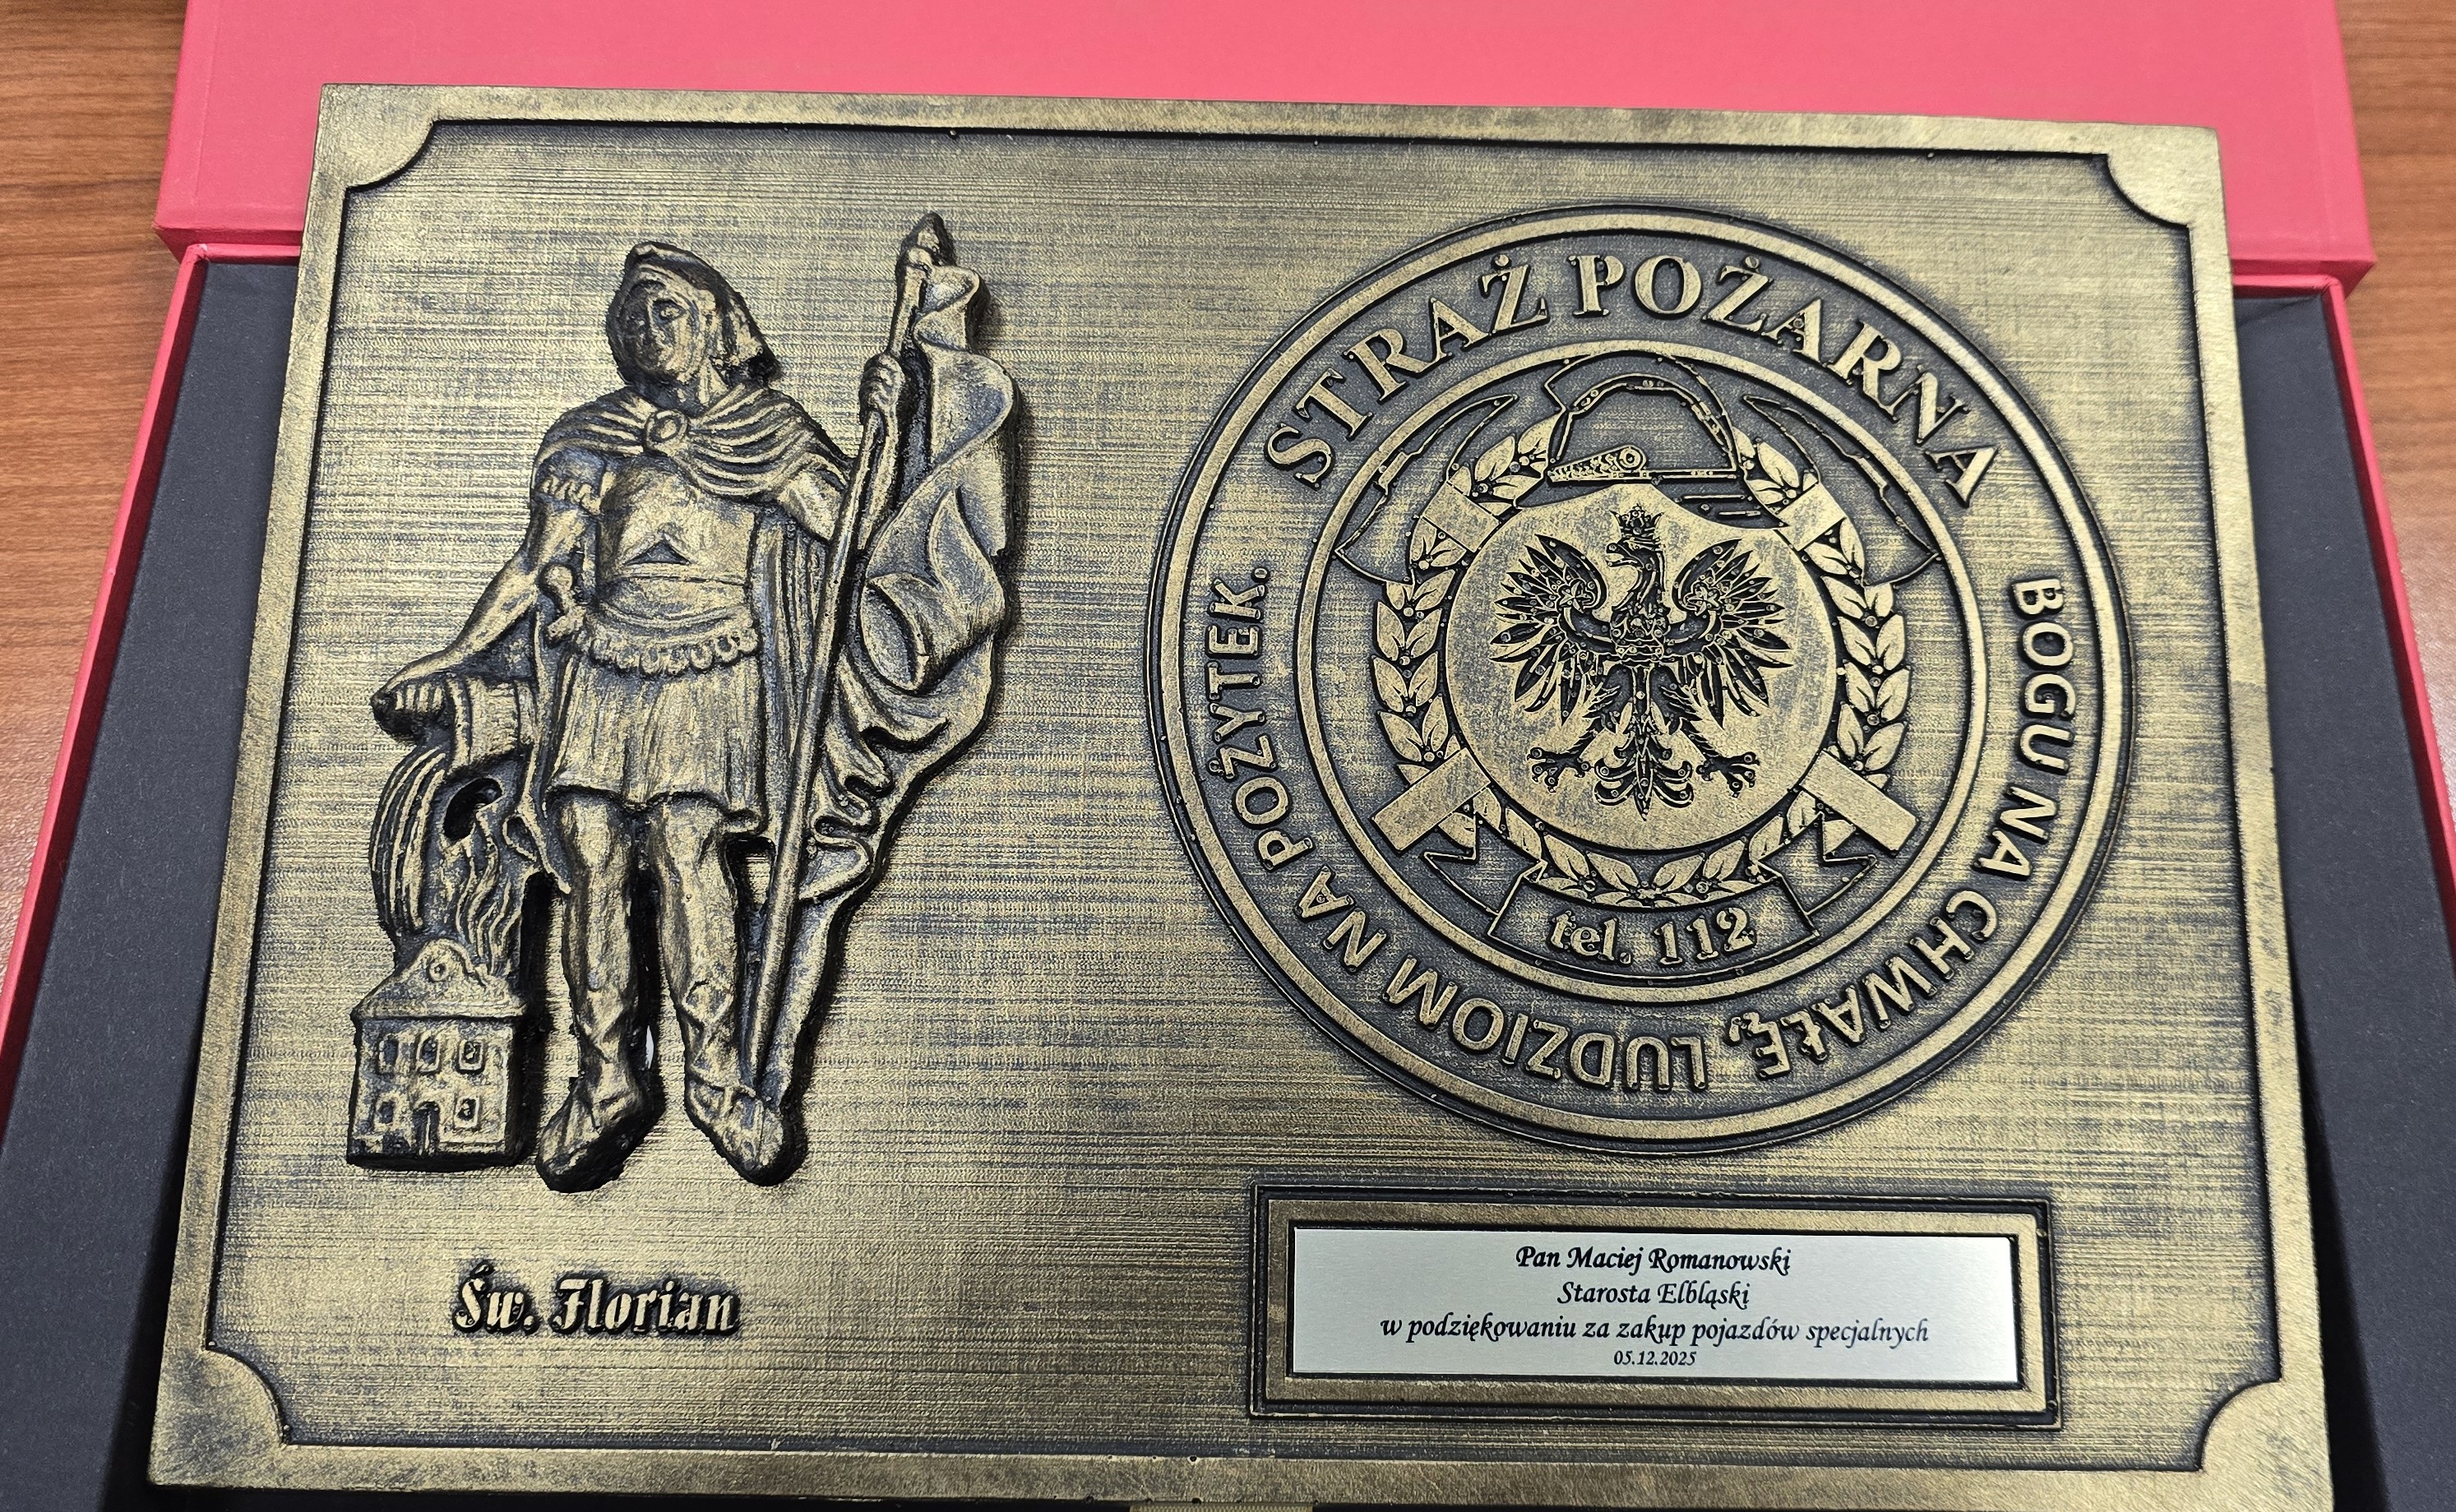 STRAŻ POŻARNA
BOGU NA CHWAŁĘ, LUDZIOM NA POŻYTEK.
tel. 112
Św. Florian
Pan Maciej Romanowski
Starosta Elbląski
w podziękowaniu za zakup pojazdów specjalnych
05.12.2025